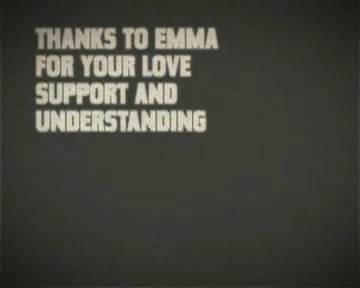 THANKS TO EMMA
FOR YOUR LOVE
SUPPORT AND
UNDERSTANDING